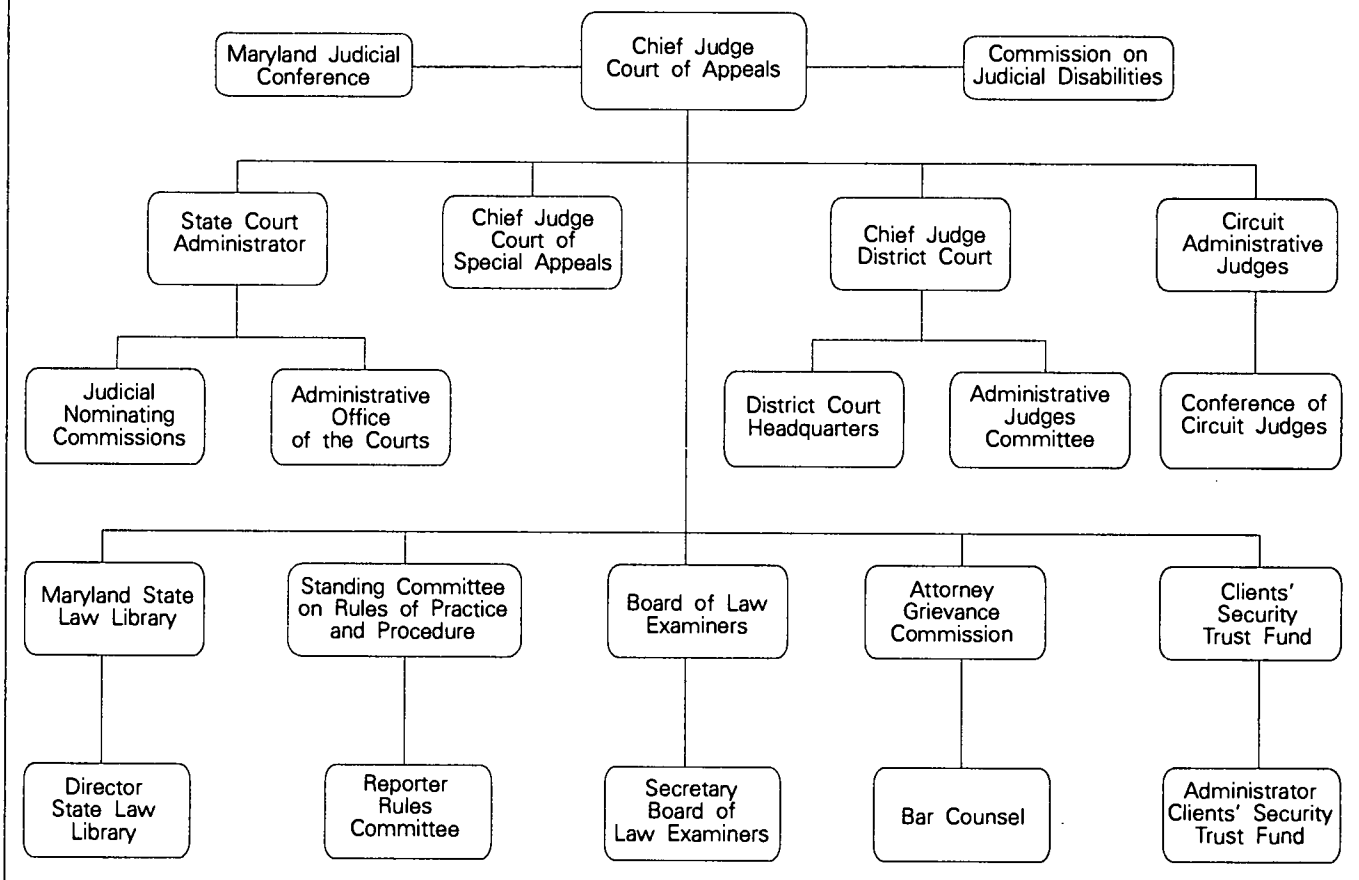 Maryland Judicial
Conference
Chief Judge
Court of Appeals
Commission on
Judicial Disabilities
State Court
Administrator
Chief Judge
Court of
Special Appeals
Chief Judge
District Court
Circuit
Administrative
Judges
Judicial
Nominating
Commissions
Administrative
Office
of the Courts
District Court
Headquarters
Administrative
Judges
Committee
Conference of
Circuit Judges
Maryland State
Law Library
Standing Committee
on Rules of Practice
and Procedure
Board of Law
Examiners
Attorney
Grievance
Commission
Clients'
Security
Trust Fund
Director
State Law
Library
Reporter
Rules
Committee
Secretary
Board of
Law Examiners
Bar Counsel
Administrator
Clients' Security
Trust Fund